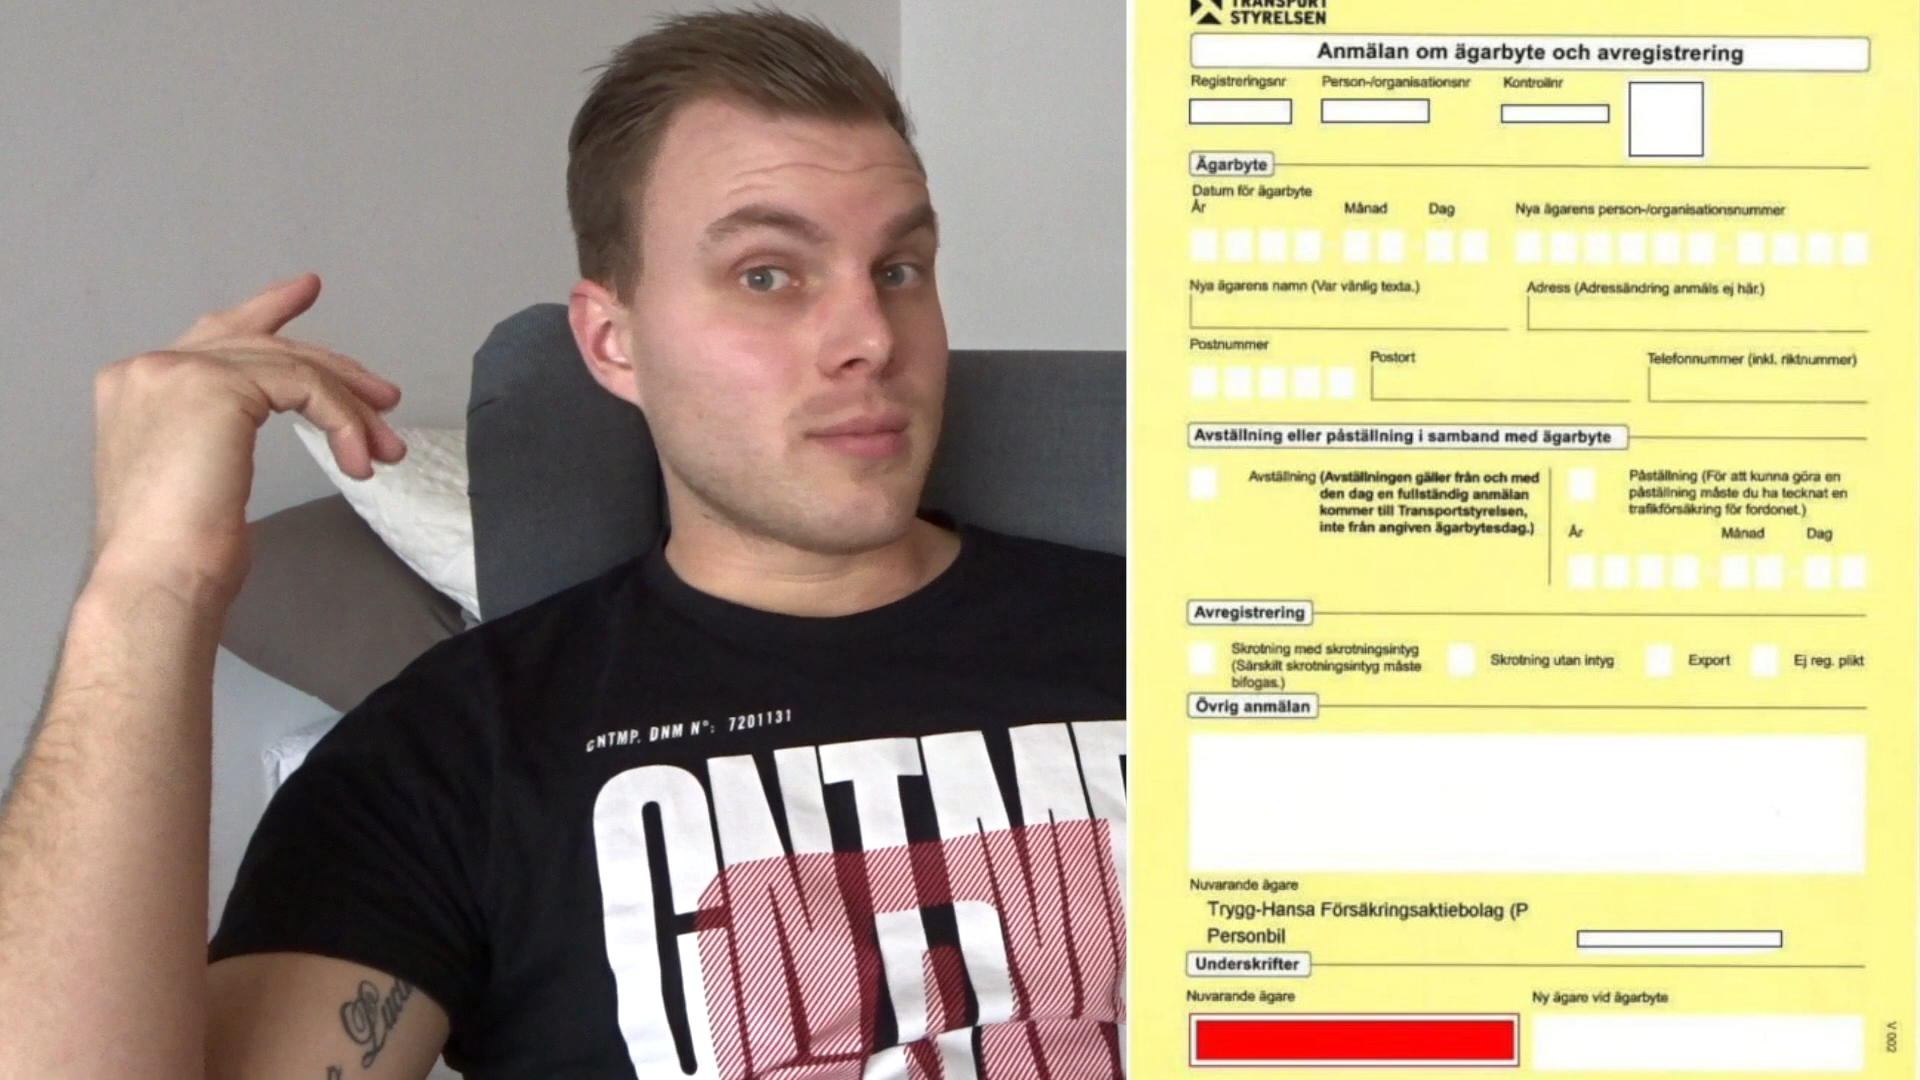 CNTMP. DNM Nº: 7201131
CNTMP
TRANSPORT
STYRELSEN
Anmälan om ägarbyte och avregistrering
Registreringsnr Person-/organisationsnr Kontrollnr
Ägarbyte
Datum för ägarbyte
År Månad Dag Nya ägarens person-/organisationsnummer
Nya ägarens namn (Var vänlig texta.) Adress (Adressändring anmäls ej här.)
Postnummer Postort Telefonnummer (inkl. riktnummer)
Avställning eller påställning i samband med ägarbyte
Avställning (Avställningen gäller från och med
den dag en fullständig anmälan
kommer till Transportstyrelsen,
inte från angiven ägarbytesdag.)
Påställning (För att kunna göra en
påställning måste du ha tecknat en
trafikförsäkring för fordonet.)
År Månad Dag
Avregistrering
Skrotning med skrotningsintyg
(Särskilt skrotningsintyg måste
bifogas.)
Skrotning utan intyg Export Ej reg. plikt
Övrig anmälan
Nuvarande ägare
Trygg-Hansa Försäkringsaktiebolag (P
Personbil
Underskrifter
Nuvarande ägare Ny ägare vid ägarbyte
V 002